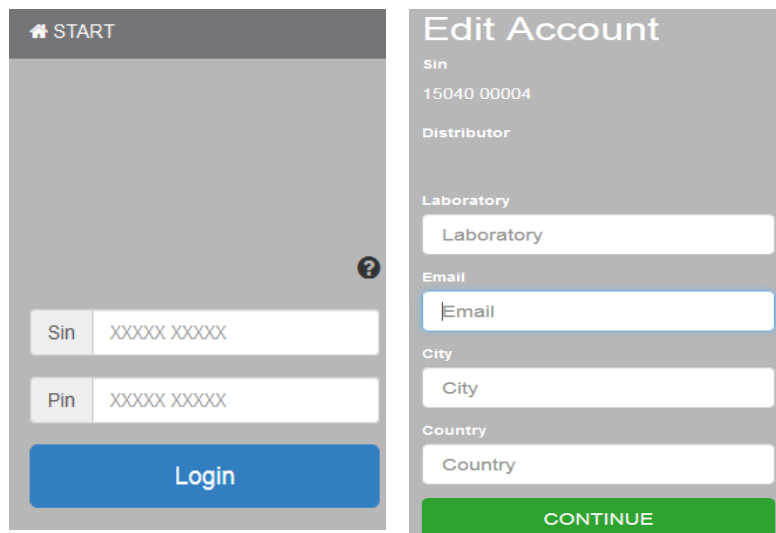 START
Sin XXXXX XXXXX
Pin XXXXX XXXXX
Login
Edit Account
Sin
15040 00004
Distributor
Laboratory
Laboratory
Email
Email
City
City
Country
Country
CONTINUE